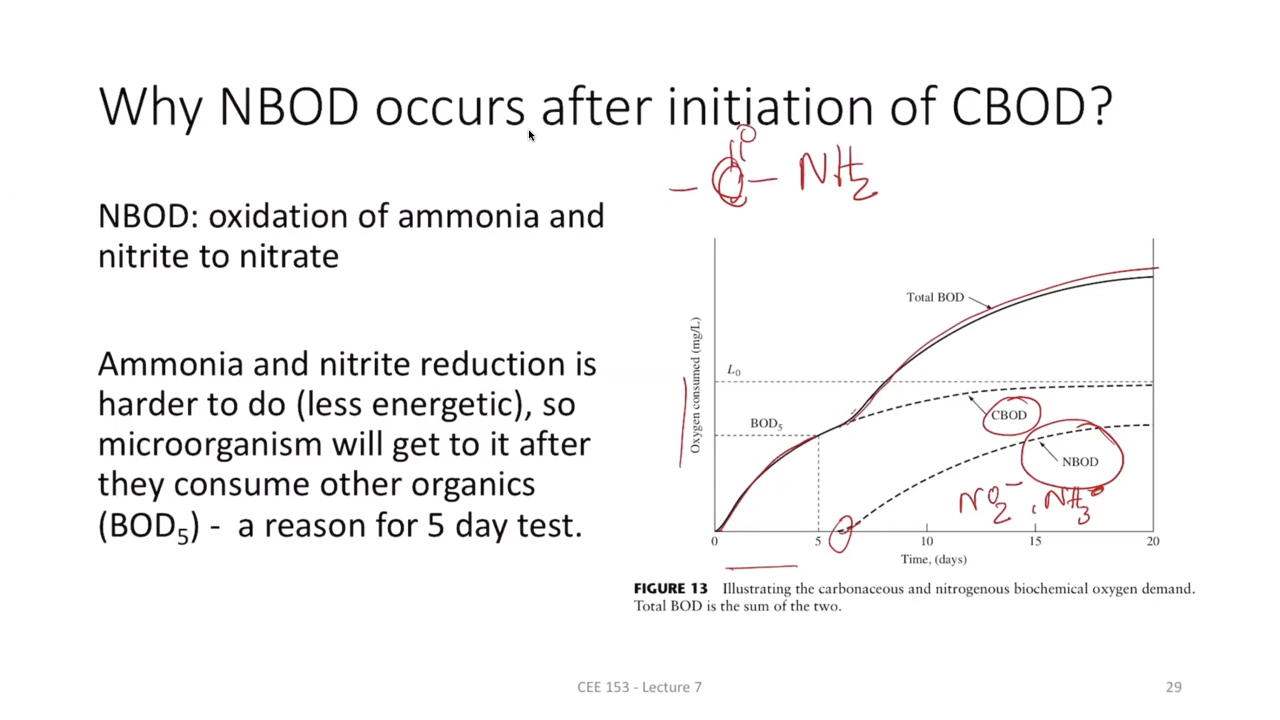 Why NBOD occurs after initiation of CBOD?
O
- C - NH₂
NBOD: oxidation of ammonia and
nitrite to nitrate
Ammonia and nitrite reduction is
harder to do (less energetic), so
microorganism will get to it after
they consume other organics
(BOD₅) - a reason for 5 day test.
Oxygen consumed (mg/L)
Total BOD
L₀
CBOD
BOD₅
NBOD
NO₂⁻, NH₃
0 5 10 15 20
Time, (days)
FIGURE 13 Illustrating the carbonaceous and nitrogenous biochemical oxygen demand.
Total BOD is the sum of the two.
CEE 153 - Lecture 7
29